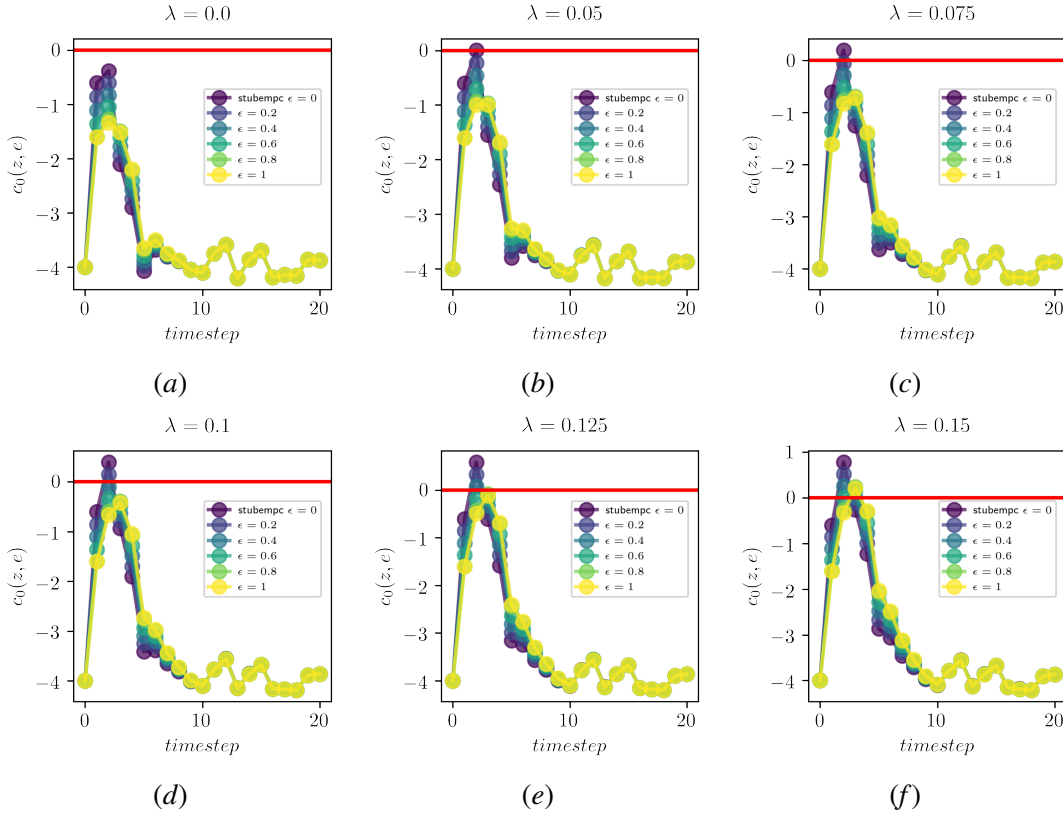 λ = 0.0
0
−1
−2
−3
−4
c₀(z, e)
stubempc ϵ = 0
ϵ = 0.2
ϵ = 0.4
ϵ = 0.6
ϵ = 0.8
ϵ = 1
0
10
20
timestep
(a)
λ = 0.05
0
−1
−2
−3
−4
c₀(z, e)
stubempc ϵ = 0
ϵ = 0.2
ϵ = 0.4
ϵ = 0.6
ϵ = 0.8
ϵ = 1
0
10
20
timestep
(b)
λ = 0.075
0
−1
−2
−3
−4
c₀(z, e)
stubempc ϵ = 0
ϵ = 0.2
ϵ = 0.4
ϵ = 0.6
ϵ = 0.8
ϵ = 1
0
10
20
timestep
(c)
λ = 0.1
0
−1
−2
−3
−4
c₀(z, e)
stubempc ϵ = 0
ϵ = 0.2
ϵ = 0.4
ϵ = 0.6
ϵ = 0.8
ϵ = 1
0
10
20
timestep
(d)
λ = 0.125
0
−1
−2
−3
−4
c₀(z, e)
stubempc ϵ = 0
ϵ = 0.2
ϵ = 0.4
ϵ = 0.6
ϵ = 0.8
ϵ = 1
0
10
20
timestep
(e)
λ = 0.15
1
0
−1
−2
−3
−4
c₀(z, e)
stubempc ϵ = 0
ϵ = 0.2
ϵ = 0.4
ϵ = 0.6
ϵ = 0.8
ϵ = 1
0
10
20
timestep
(f)